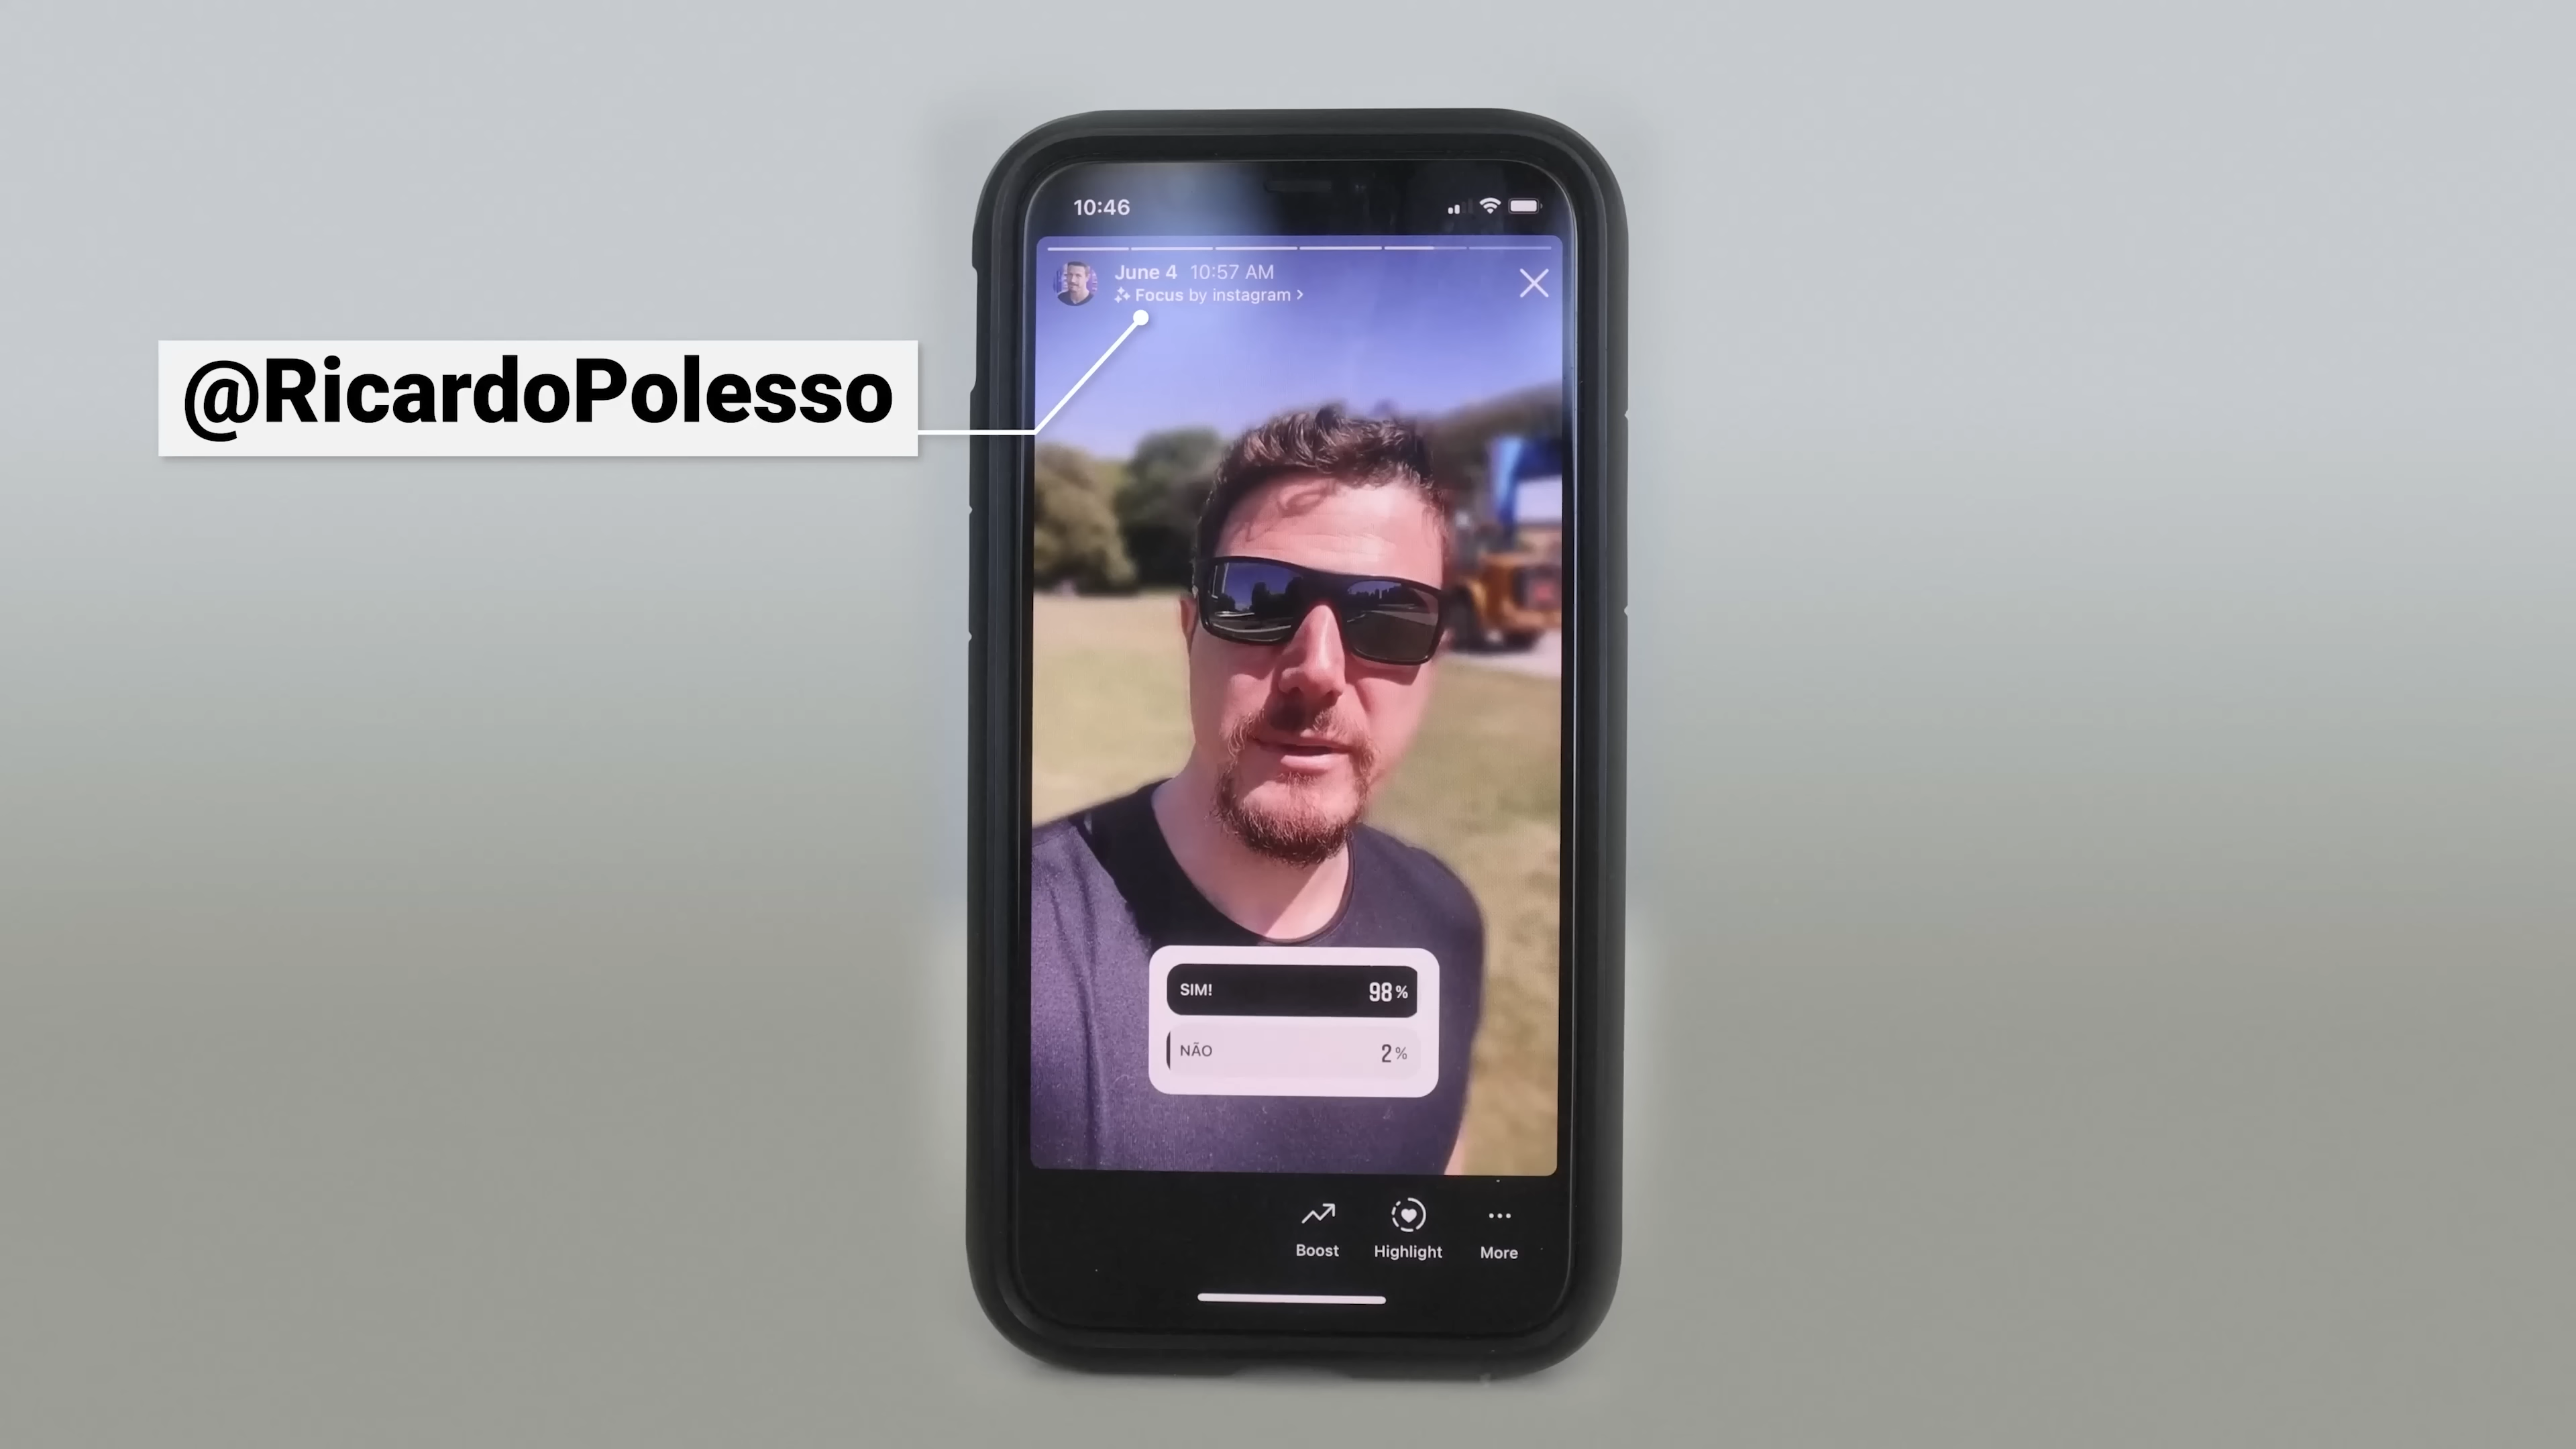 10:46
June 4 10:57 AM
Focus by instagram >
@RicardoPolesso
SIM! 98%
NÃO 2%
Boost Highlight More